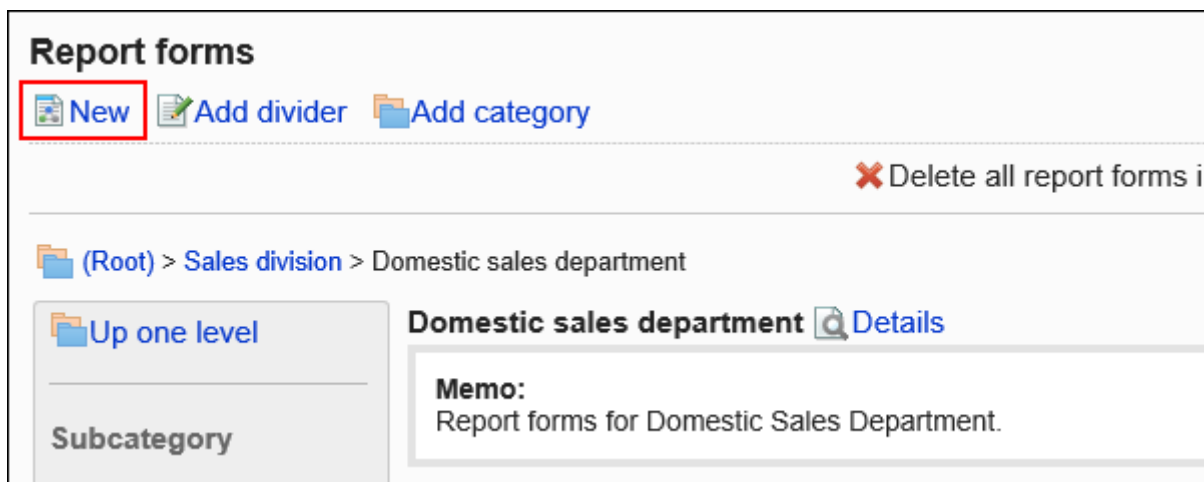 Report forms
New Add divider Add category
Delete all report forms i
(Root) > Sales division > Domestic sales department
Up one level
Domestic sales department Details
Memo:
Report forms for Domestic Sales Department.
Subcategory